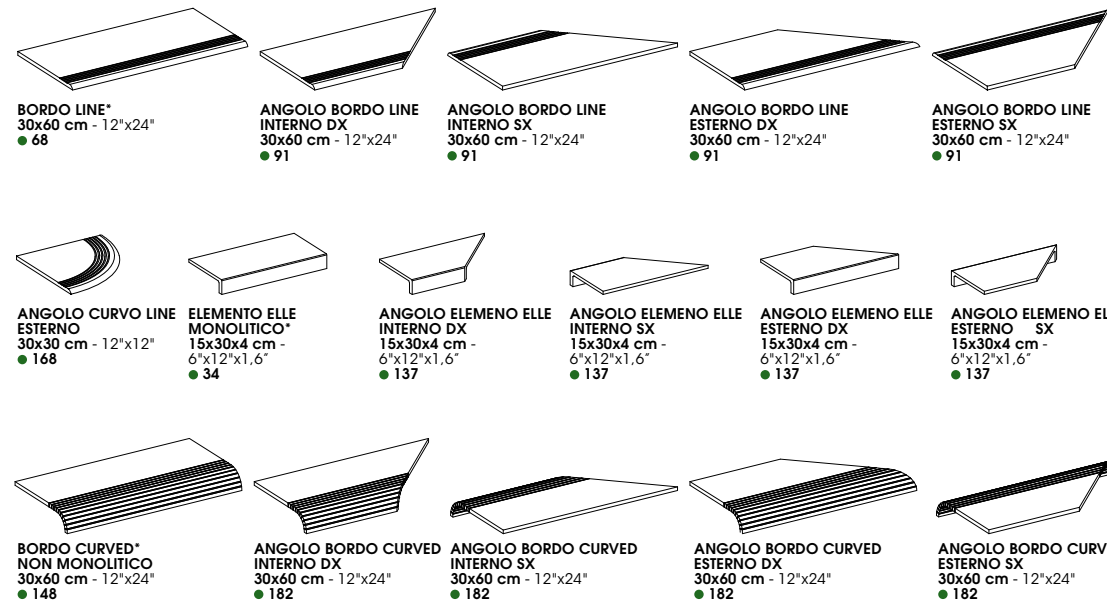 BORDO LINE*
30x60 cm - 12"x24"
68
ANGOLO BORDO LINE
INTERNO DX
30x60 cm - 12"x24"
91
ANGOLO BORDO LINE
INTERNO SX
30x60 cm - 12"x24"
91
ANGOLO BORDO LINE
ESTERNO DX
30x60 cm - 12"x24"
91
ANGOLO BORDO LINE
ESTERNO SX
30x60 cm - 12"x24"
91
ANGOLO CURVO LINE
ESTERNO
30x30 cm - 12"x12"
168
ELEMENTO ELLE
MONOLITICO*
15x30x4 cm -
6"x12"x1,6"
34
ANGOLO ELEMENO ELLE
INTERNO DX
15x30x4 cm -
6"x12"x1,6"
137
ANGOLO ELEMENO ELLE
INTERNO SX
15x30x4 cm -
6"x12"x1,6"
137
ANGOLO ELEMENO ELLE
ESTERNO DX
15x30x4 cm -
6"x12"x1,6"
137
ANGOLO ELEMENO EL
ESTERNO SX
15x30x4 cm -
6"x12"x1,6"
137
BORDO CURVED*
NON MONOLITICO
30x60 cm - 12"x24"
148
ANGOLO BORDO CURVED
INTERNO DX
30x60 cm - 12"x24"
182
ANGOLO BORDO CURVED
INTERNO SX
30x60 cm - 12"x24"
182
ANGOLO BORDO CURVED
ESTERNO DX
30x60 cm - 12"x24"
182
ANGOLO BORDO CURV
ESTERNO SX
30x60 cm - 12"x24"
182